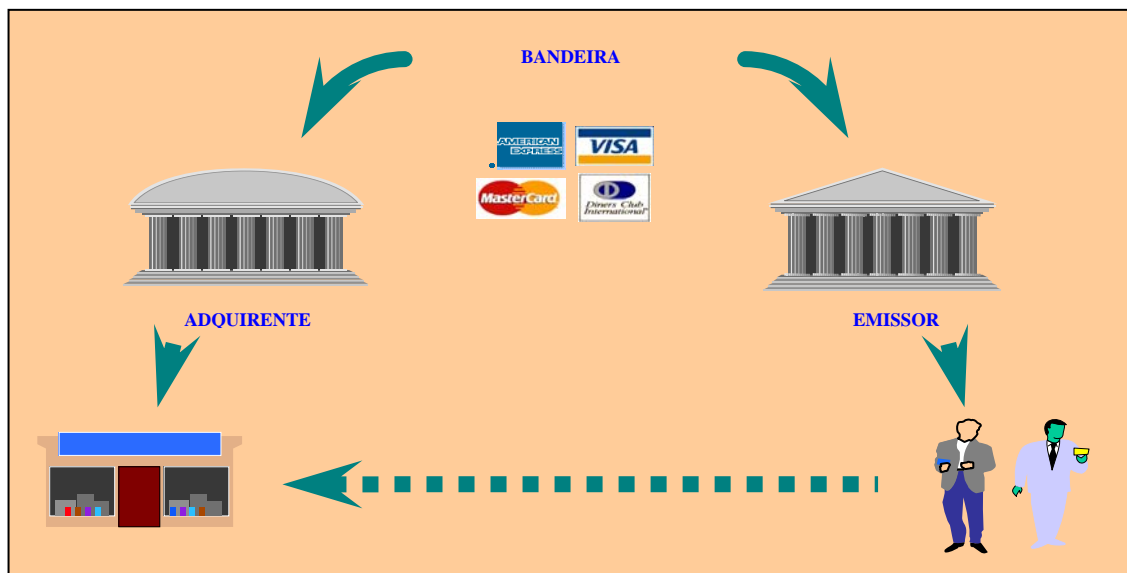 BANDEIRA
AMERICAN
EXPRESS
VISA
MasterCard
Diners Club
International
ADQUIRENTE
EMISSOR